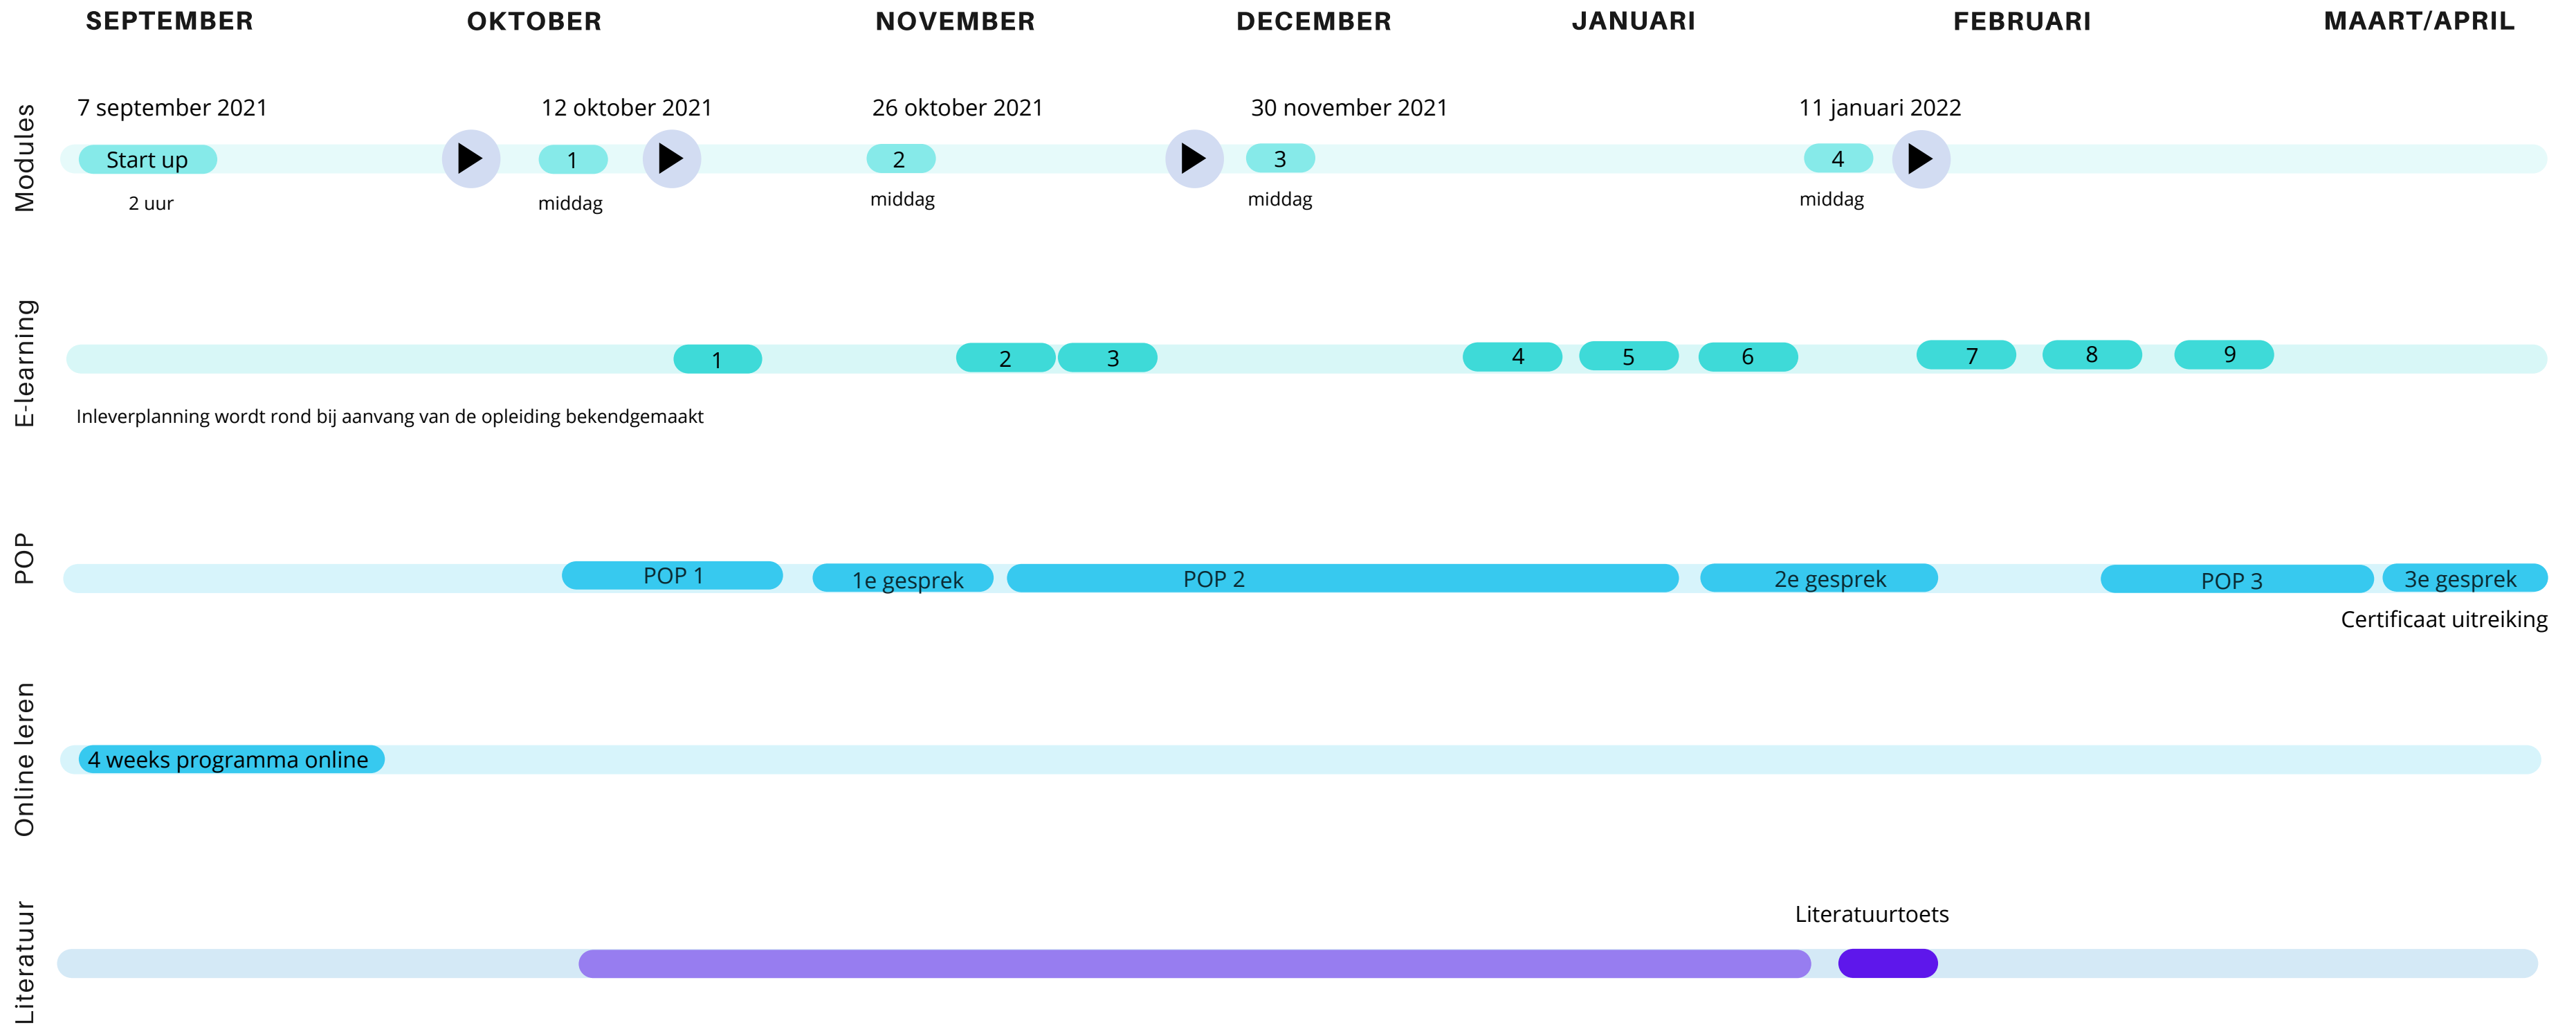 SEPTEMBER OKTOBER NOVEMBER DECEMBER JANUARI FEBRUARI MAART/APRIL
Modules
7 september 2021 12 oktober 2021 26 oktober 2021 30 november 2021 11 januari 2022
Start up 1 2 3 4
2 uur middag middag middag middag
E-learning
1 2 3 4 5 6 7 8 9
Inleverplanning wordt rond bij aanvang van de opleiding bekendgemaakt
POP
POP 1 1e gesprek POP 2 2e gesprek POP 3 3e gesprek
Certificaat uitreiking
Online leren
4 weeks programma online
Literatuur
Literatuurtoets